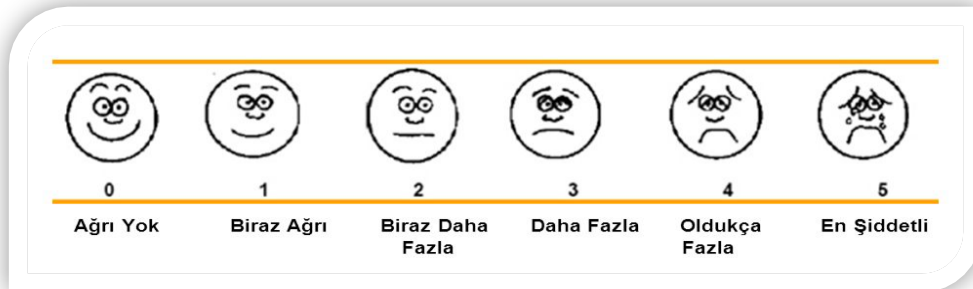 0 1 2 3 4 5
Ağrı Yok Biraz Ağrı Biraz Daha Daha Fazla Oldukça En Şiddetli
Fazla Fazla